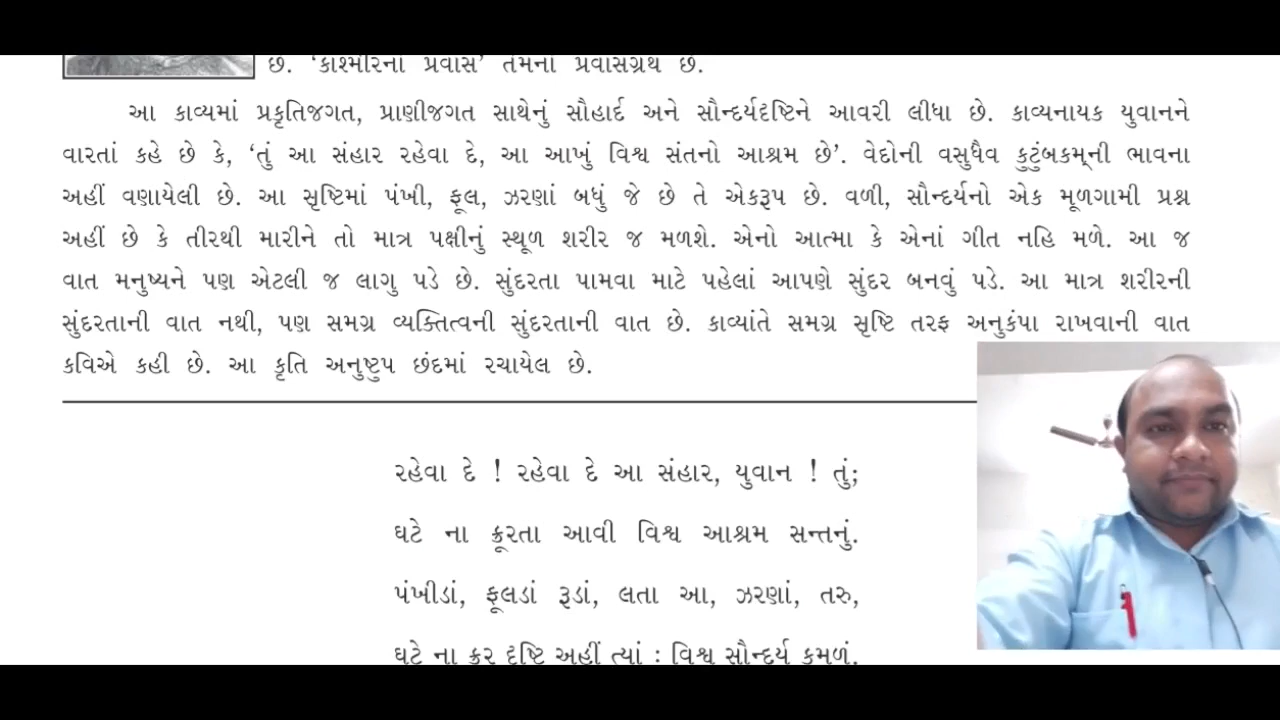 છે. ‘કાશ્મીરનો પ્રવાસ’ તેમનો પ્રવાસગ્રંથ છે.
આ કાવ્યમાં પ્રકૃતિજગત, પ્રાણીજગત સાથેનું સૌહાર્દ અને સૌન્દર્યદૃષ્ટિને આવરી લીધા છે. કાવ્યનાયક યુવાનને
વારતાં કહે છે કે, ‘તું આ સંહાર રહેવા દે, આ આખું વિશ્વ સંતનો આશ્રમ છે’. વેદોની વસુધૈવ કુટુંબકમ્‌ની ભાવના
અહીં વણાયેલી છે. આ સૃષ્ટિમાં પંખી, ફૂલ, ઝરણાં બધું જે છે તે એકરૂપ છે. વળી, સૌન્દર્યનો એક મૂળગામી પ્રશ્ન
અહીં છે કે તીરથી મારીને તો માત્ર પક્ષીનું સ્થૂળ શરીર જ મળશે. એનો આત્મા કે એનાં ગીત નહિ મળે. આ જ
વાત મનુષ્યને પણ એટલી જ લાગુ પડે છે. સુંદરતા પામવા માટે પહેલાં આપણે સુંદર બનવું પડે. આ માત્ર શરીરની
સુંદરતાની વાત નથી, પણ સમગ્ર વ્યક્તિત્વની સુંદરતાની વાત છે. કાવ્યાંતે સમગ્ર સૃષ્ટિ તરફ અનુકંપા રાખવાની વાત
કવિએ કહી છે. આ કૃતિ અનુષ્ટુપ છંદમાં રચાયેલ છે.
રહેવા દે ! રહેવા દે આ સંહાર, યુવાન ! તું;
ઘટે ના ક્રૂરતા આવી વિશ્વ આશ્રમ સન્તનું.
પંખીડાં, ફૂલડાં રૂડાં, લતા આ, ઝરણાં, તરુ,
ઘટે ના ક્રૂર દૃષ્ટિ અહીં ત્યાં : વિશ્વ સૌન્દર્ય કુમળું.